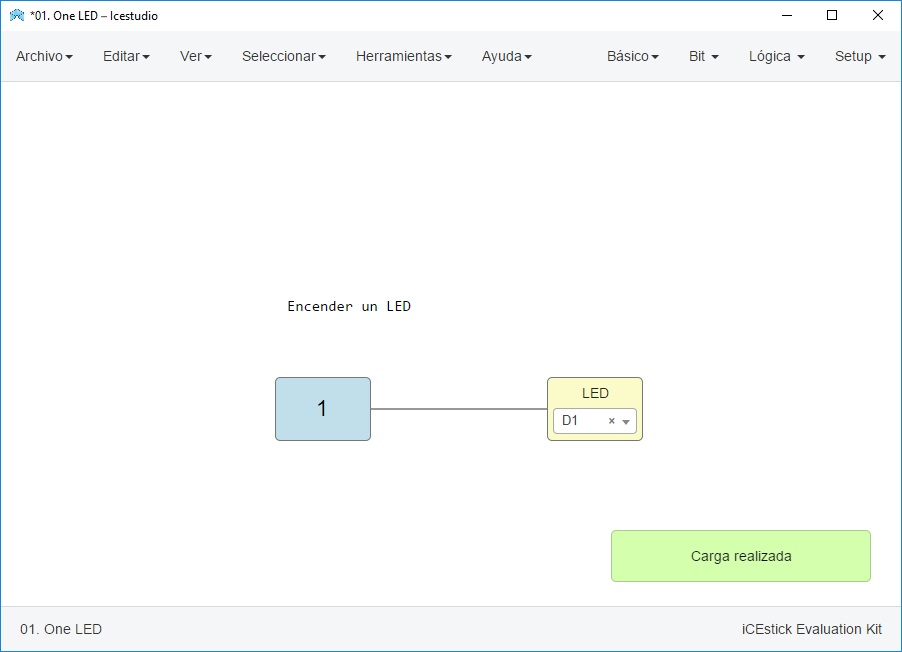 *01. One LED – Icestudio
Archivo Editar Ver Seleccionar Herramientas Ayuda Básico Bit Lógica Setup
Encender un LED
1
LED
D1 ×
Carga realizada
01. One LED iCEstick Evaluation Kit